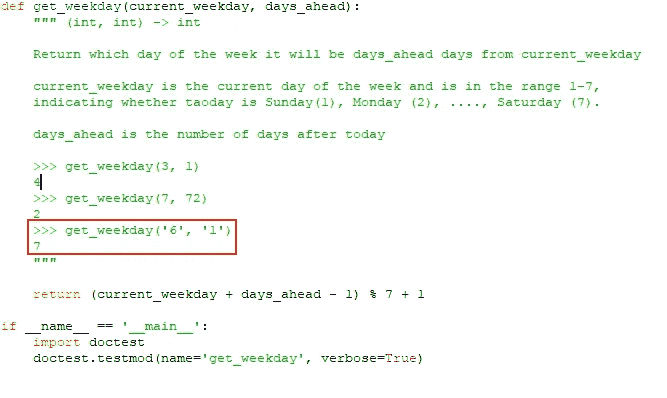 def get_weekday(current_weekday, days_ahead):
""" (int, int) -> int
Return which day of the week it will be days_ahead days from current_weekday
current_weekday is the current day of the week and is in the range 1-7,
indicating whether taoday is Sunday(1), Monday (2), ...., Saturday (7).
days_ahead is the number of days after today
>>> get_weekday(3, 1)
4
>>> get_weekday(7, 72)
2
>>> get_weekday('6', '1')
7
"""
return (current_weekday + days_ahead - 1) % 7 + 1
if __name__ == '__main__':
import doctest
doctest.testmod(name='get_weekday', verbose=True)